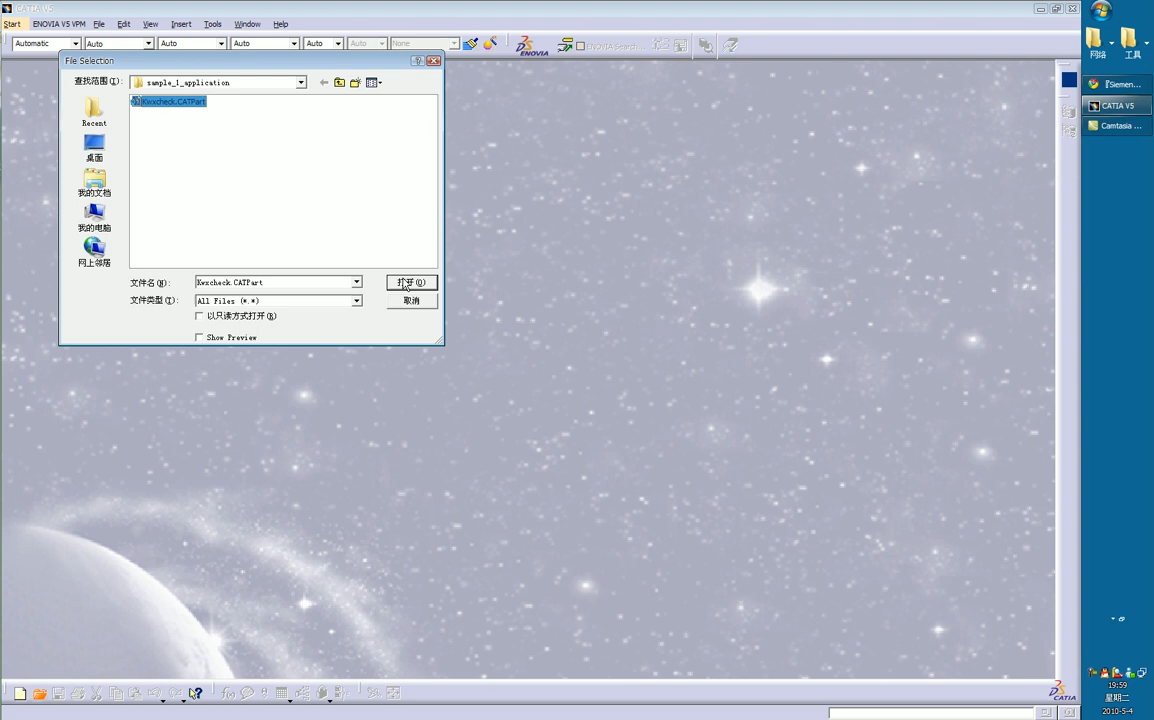 CATIA V5
Start ENOVIA V5 VPM File Edit View Insert Tools Window Help
Automatic Auto Auto Auto Auto Auto None
ENOVIA
ENOVIA Search...
File Selection
查找范围(I): sample_1_application
Kwxcheck.CATPart
Recent
桌面
我的文档
我的电脑
网上邻居
文件名(N): Kwxcheck.CATPart 打开(O)
文件类型(T): All Files (*.*) 取消
以只读方式打开(R)
Show Preview
网络 工具
『Siemen...
CATIA V5
Camtasia ...
CATIA
19:59
星期二
2010-5-4